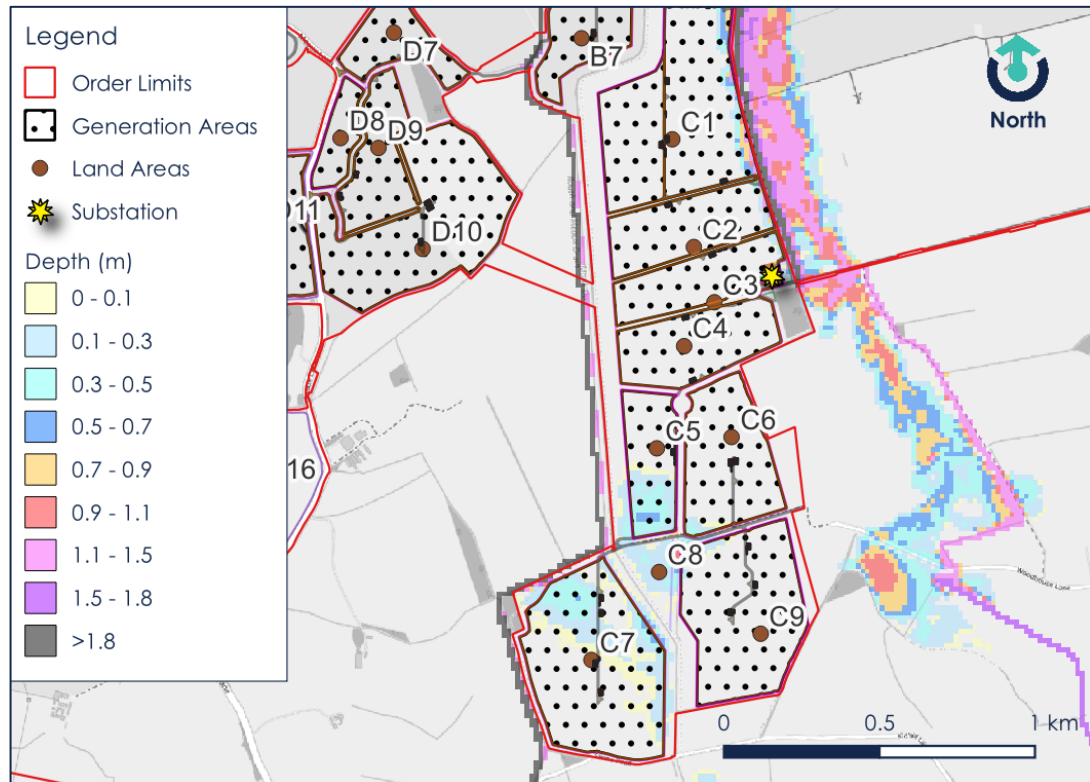 Legend
Order Limits
Generation Areas
Land Areas
Substation
Depth (m)
0 - 0.1
0.1 - 0.3
0.3 - 0.5
0.5 - 0.7
0.7 - 0.9
0.9 - 1.1
1.1 - 1.5
1.5 - 1.8
>1.8
North
D7
B7
D8
D9
C1
11
D10
C2
C3
C4
C5
C6
16
C8
Woodhouse Lane
C7
C9
0
0.5
1 km